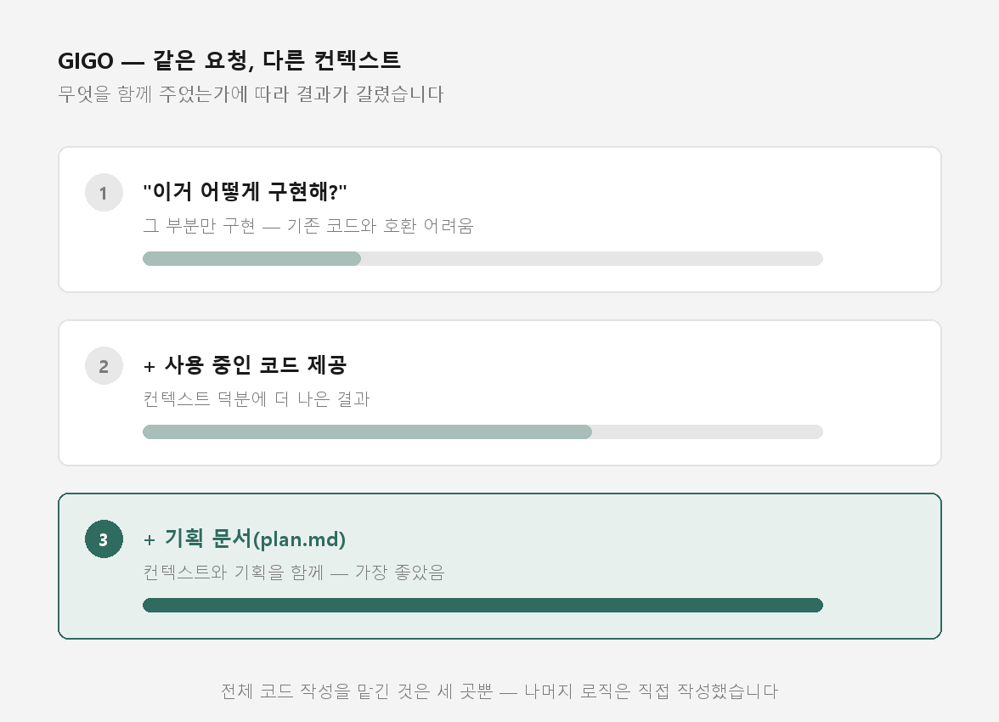 GIGO — 같은 요청, 다른 컨텍스트
무엇을 함께 주었는가에 따라 결과가 갈렸습니다
1
"이거 어떻게 구현해?"
그 부분만 구현 — 기존 코드와 호환 어려움
2
+ 사용 중인 코드 제공
컨텍스트 덕분에 더 나은 결과
3
+ 기획 문서(plan.md)
컨텍스트와 기획을 함께 — 가장 좋았음
전체 코드 작성을 맡긴 것은 세 곳뿐 — 나머지 로직은 직접 작성했습니다